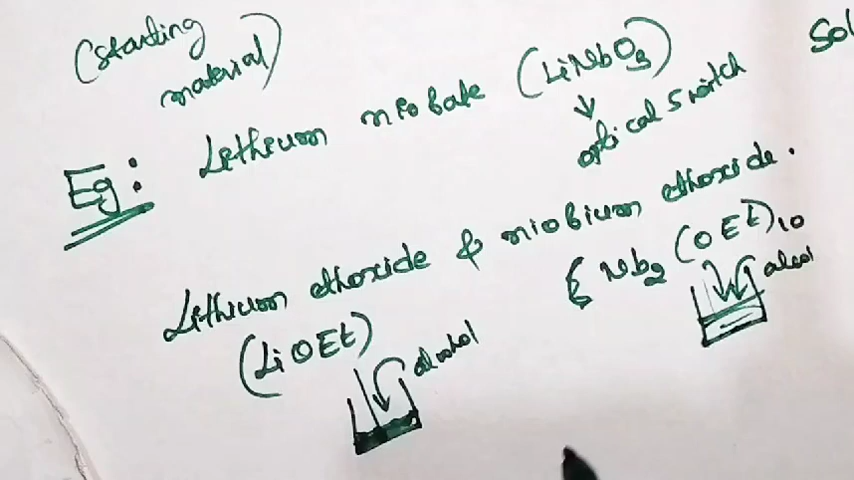 (starting
material)
Sol
Eg: Lithium niobate (LiNbO3)
optical switch
Lithium ethoxide & niobium ethoxide.
(LiOEt)
{ Nb2 (OEt)10
alcohol
alcol